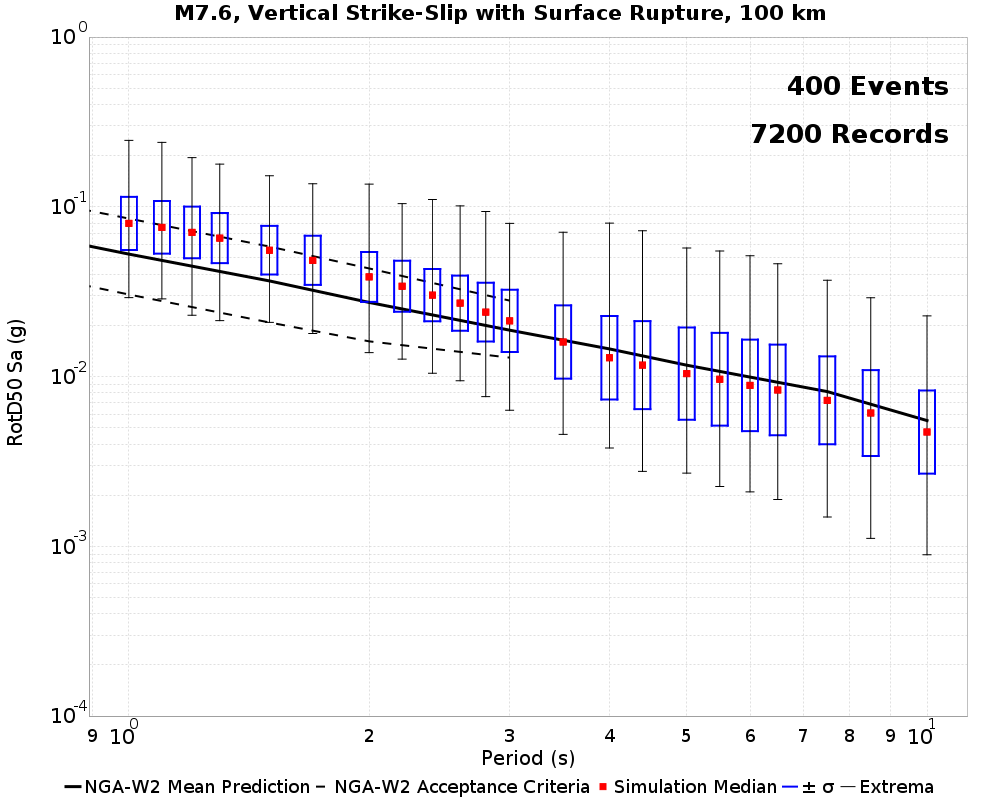 M7.6, Vertical Strike-Slip with Surface Rupture, 100 km
400 Events
7200 Records
RotD50 Sa (g)
10^0
10^-1
10^-2
10^-3
10^-4
9 10^0 2 3 4 5 6 7 8 9 10^1
Period (s)
NGA-W2 Mean Prediction NGA-W2 Acceptance Criteria Simulation Median ± σ Extrema